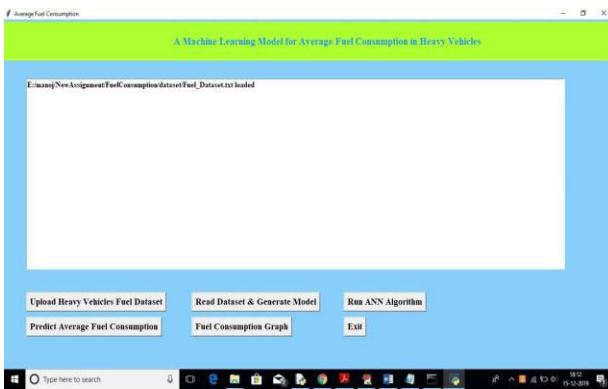 Average Fuel Consumption
A Machine Learning Model for Average Fuel Consumption in Heavy Vehicles
E:/manoj/NewAssignment/FuelConsumption/dataset/Fuel_Dataset.txt loaded
Upload Heavy Vehicles Fuel Dataset
Read Dataset & Generate Model
Run ANN Algorithm
Predict Average Fuel Consumption
Fuel Consumption Graph
Exit
Type here to search
18:12
15-12-2019